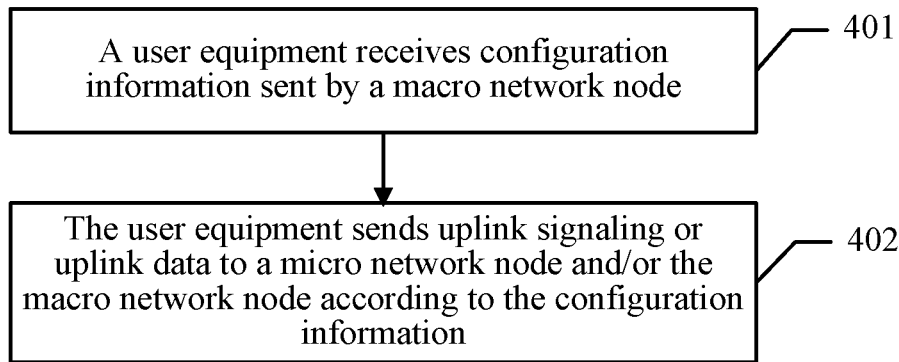 A user equipment receives configuration
information sent by a macro network node
401
The user equipment sends uplink signaling or
uplink data to a micro network node and/or the
macro network node according to the configuration
information
402